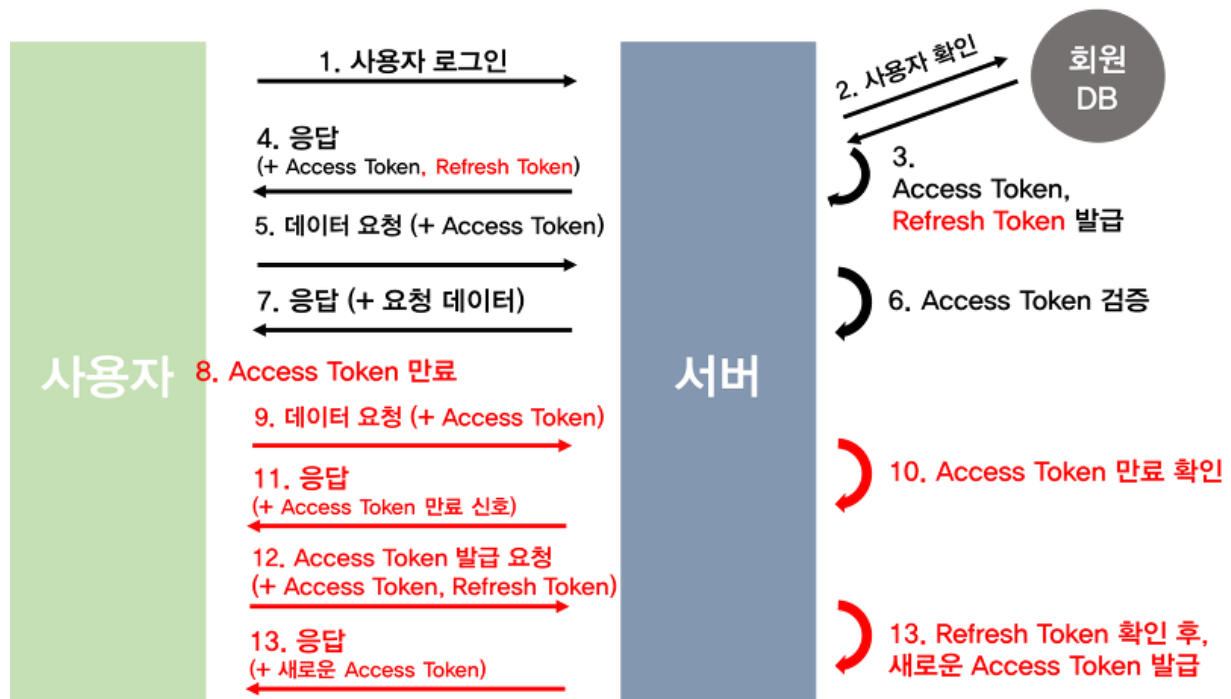 1. 사용자 로그인
2. 사용자 확인
회원
DB
4. 응답
(+ Access Token, Refresh Token)
3.
Access Token,
Refresh Token 발급
5. 데이터 요청 (+ Access Token)
7. 응답 (+ 요청 데이터)
6. Access Token 검증
사용자
8. Access Token 만료
서버
9. 데이터 요청 (+ Access Token)
10. Access Token 만료 확인
11. 응답
(+ Access Token 만료 신호)
12. Access Token 발급 요청
(+ Access Token, Refresh Token)
13. 응답
(+ 새로운 Access Token)
13. Refresh Token 확인 후,
새로운 Access Token 발급